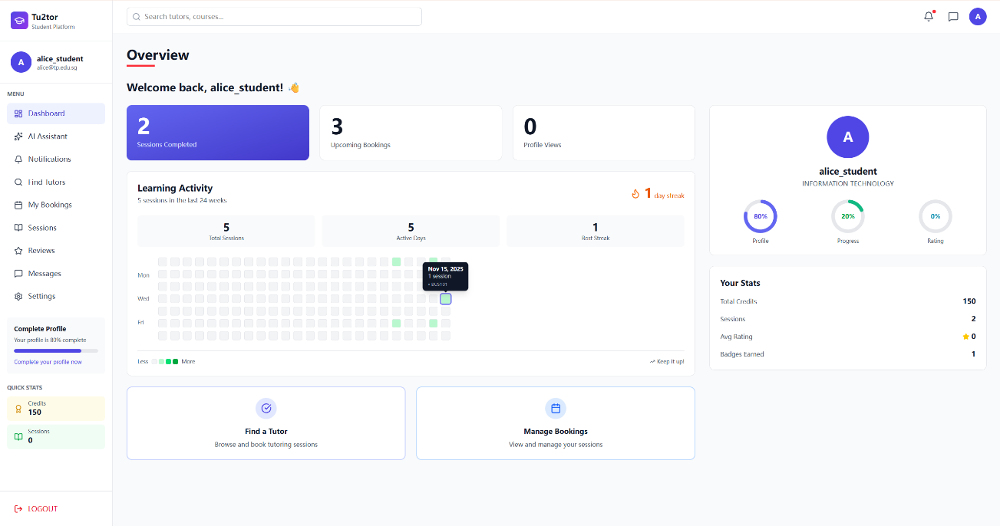 Tu2tor
Student Platform
A
alice_student
alice@tp.edu.sg
MENU
Dashboard
AI Assistant
Notifications
Find Tutors
My Bookings
Sessions
Reviews
Messages
Settings
Complete Profile
Your profile is 80% complete
Complete your profile now
QUICK STATS
Credits
150
Sessions
0
LOGOUT
Search tutors, courses...
A
Overview
Welcome back, alice_student!
2
Sessions Completed
3
Upcoming Bookings
0
Profile Views
Learning Activity
5 sessions in the last 24 weeks
1 day streak
5
Total Sessions
5
Active Days
1
Best Streak
Mon
Wed
Fri
Nov 15, 2025
1 session
• BUS101
Less
More
Keep it up!
Find a Tutor
Browse and book tutoring sessions
Manage Bookings
View and manage your sessions
A
alice_student
INFORMATION TECHNOLOGY
80%
Profile
20%
Progress
0%
Rating
Your Stats
Total Credits 150
Sessions 2
Avg Rating 0
Badges Earned 1